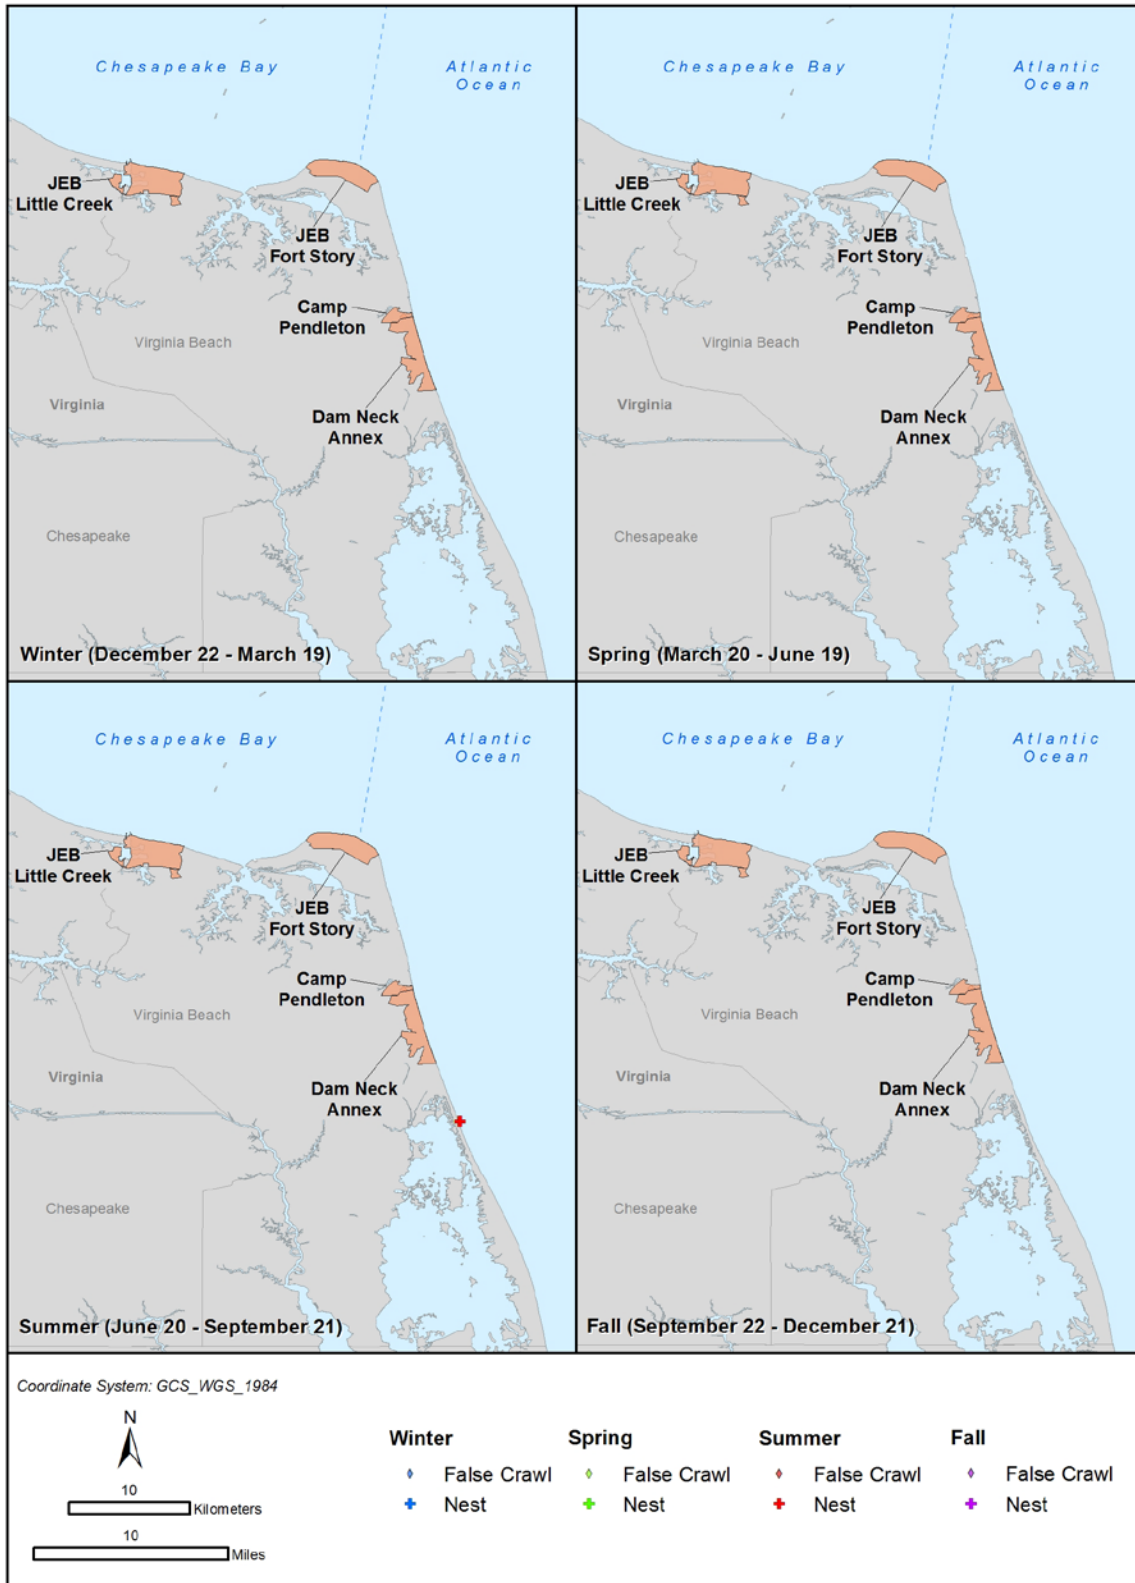 Chesapeake Bay
Atlantic
Ocean
JEB
Little Creek
JEB
Fort Story
Camp
Pendleton
Virginia Beach
Virginia
Dam Neck
Annex
Chesapeake
Winter (December 22 - March 19)
Chesapeake Bay
Atlantic
Ocean
JEB
Little Creek
JEB
Fort Story
Camp
Pendleton
Virginia Beach
Virginia
Dam Neck
Annex
Chesapeake
Spring (March 20 - June 19)
Chesapeake Bay
Atlantic
Ocean
JEB
Little Creek
JEB
Fort Story
Camp
Pendleton
Virginia Beach
Virginia
Dam Neck
Annex
Chesapeake
Summer (June 20 - September 21)
Chesapeake Bay
Atlantic
Ocean
JEB
Little Creek
JEB
Fort Story
Camp
Pendleton
Virginia Beach
Virginia
Dam Neck
Annex
Chesapeake
Fall (September 22 - December 21)
Coordinate System: GCS_WGS_1984
N
10
Kilometers
10
Miles
Winter
False Crawl
Nest
Spring
False Crawl
Nest
Summer
False Crawl
Nest
Fall
False Crawl
Nest